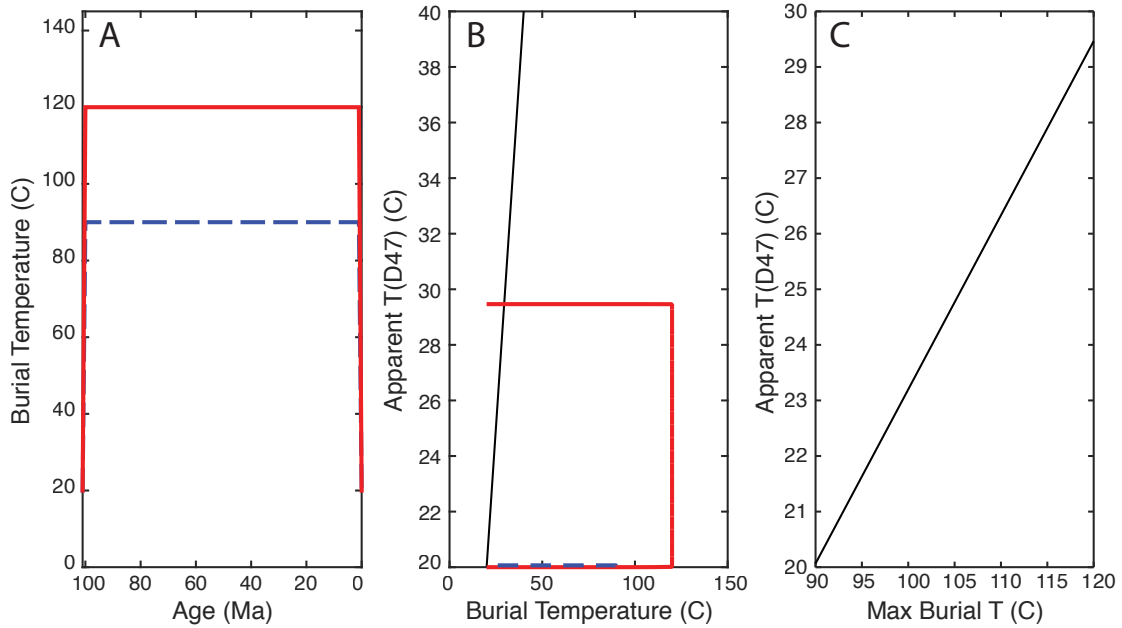 A
140
120
100
80
60
40
20
0
100 80 60 40 20 0
Burial Temperature (C)
Age (Ma)
B
40
38
36
34
32
30
28
26
24
22
20
0 50 100 150
Apparent T(D47) (C)
Burial Temperature (C)
C
30
29
28
27
26
25
24
23
22
21
20
90 95 100 105 110 115 120
Apparent T(D47) (C)
Max Burial T (C)